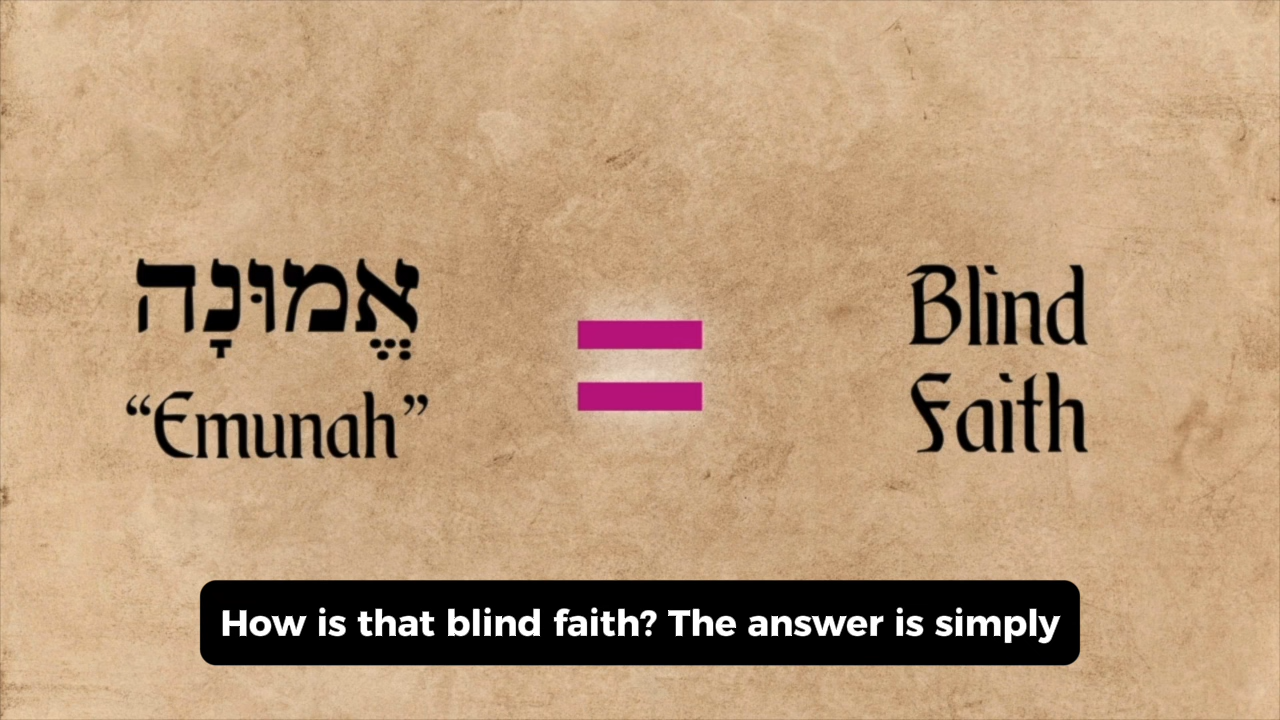 אֱמוּנָה
“Emunah”
Blind
Faith
How is that blind faith? The answer is simply